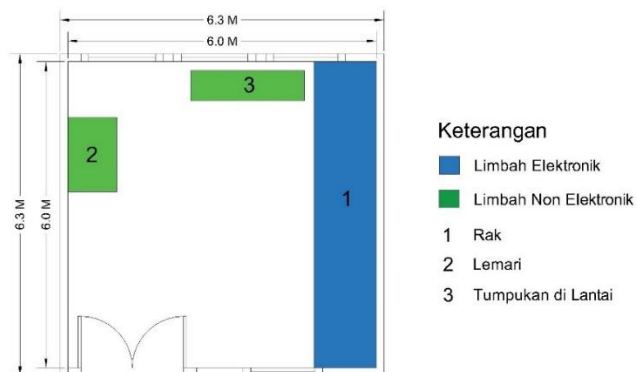 6.3 M
6.0 M
3
2
1
6.3 M
6.0 M
Keterangan
Limbah Elektronik
Limbah Non Elektronik
1 Rak
2 Lemari
3 Tumpukan di Lantai